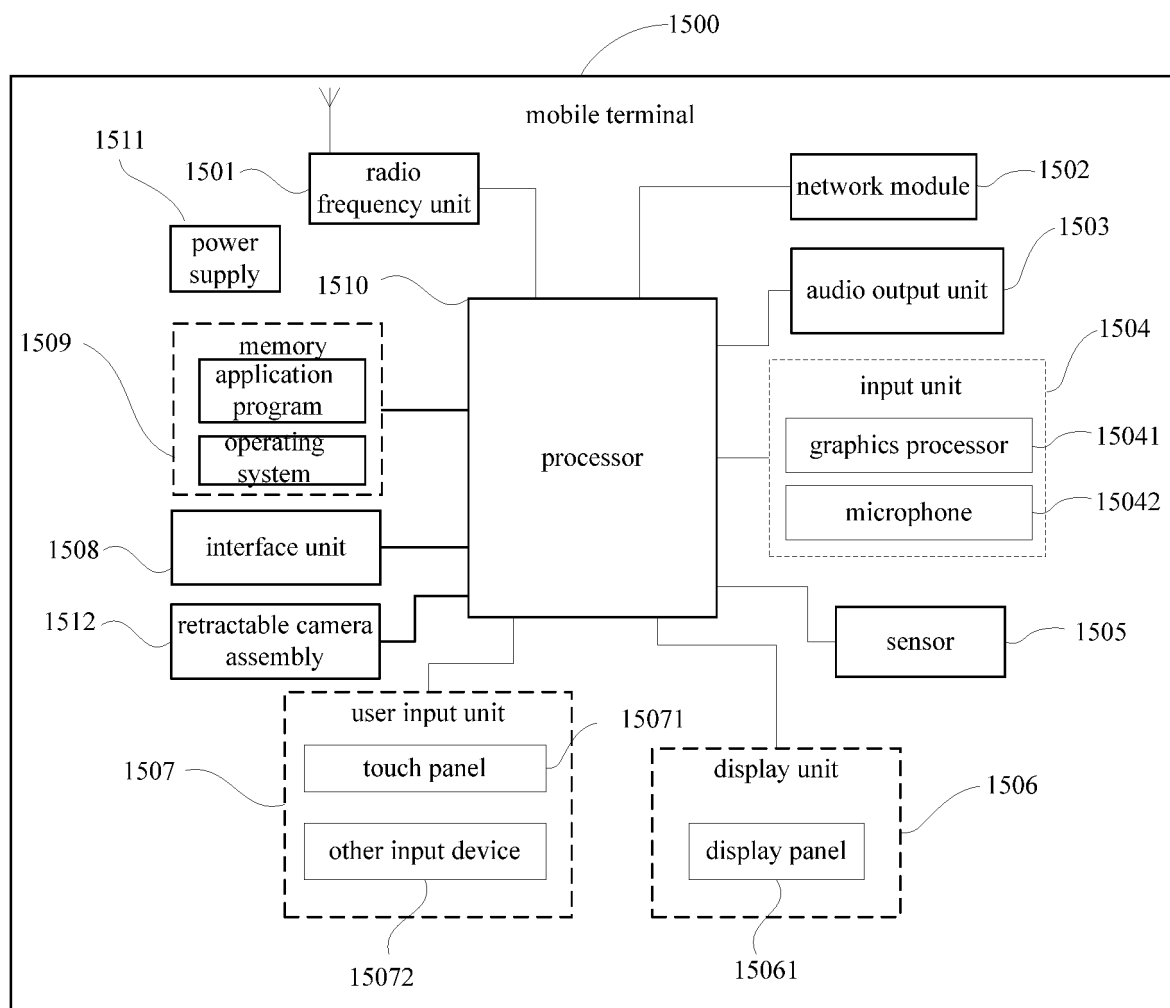 1500
mobile terminal
1511
1501
radio
frequency unit
network module
1502
power
supply
1510
audio output unit
1503
1509
memory
application
program
operating
system
processor
1504
input unit
graphics processor
15041
microphone
15042
1508
interface unit
1512
retractable camera
assembly
sensor
1505
user input unit
15071
1507
touch panel
other input device
15072
display unit
1506
display panel
15061